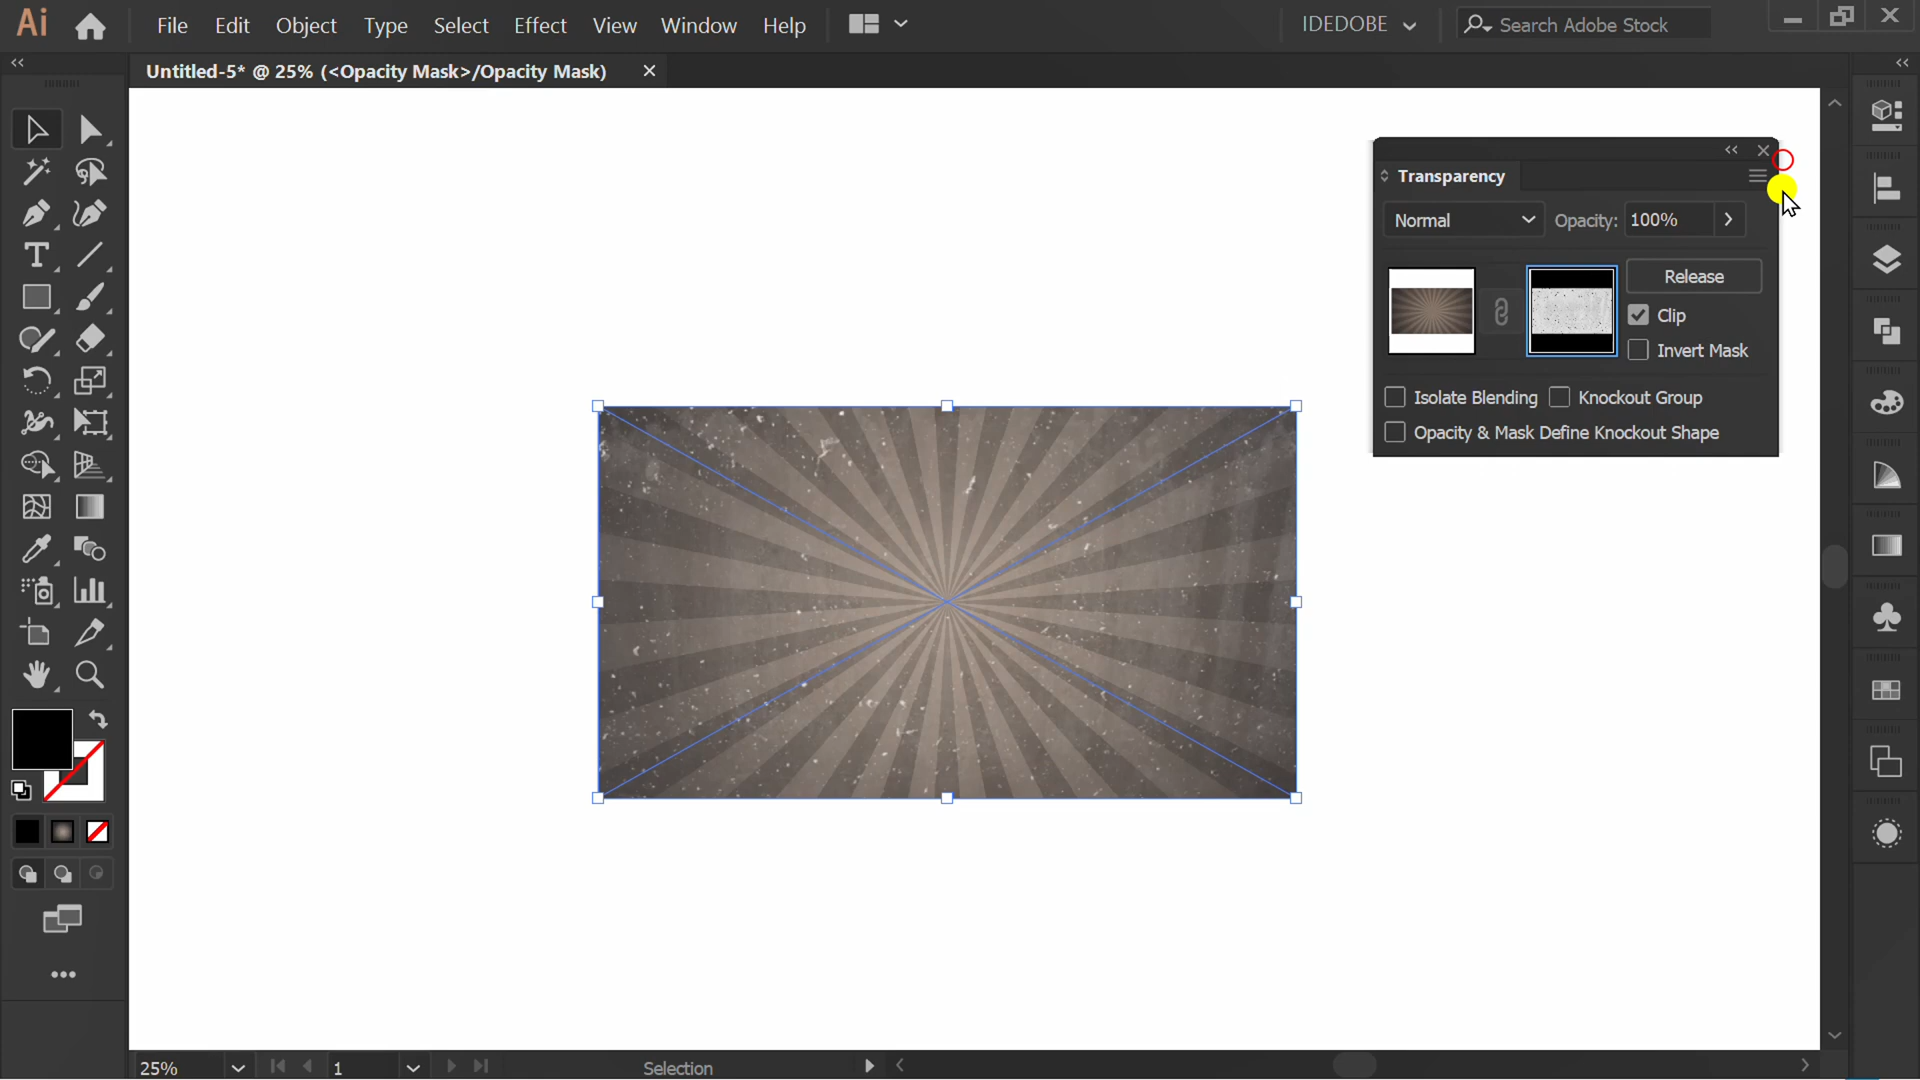 Ai File Edit Object Type Select Effect View Window Help IDEDOBE Search Adobe Stock
Untitled-5* @ 25% (<Opacity Mask>/Opacity Mask)
Transparency
Normal Opacity: 100%
Release
Clip
Invert Mask
Isolate Blending Knockout Group
Opacity & Mask Define Knockout Shape
T
25% 1 Selection